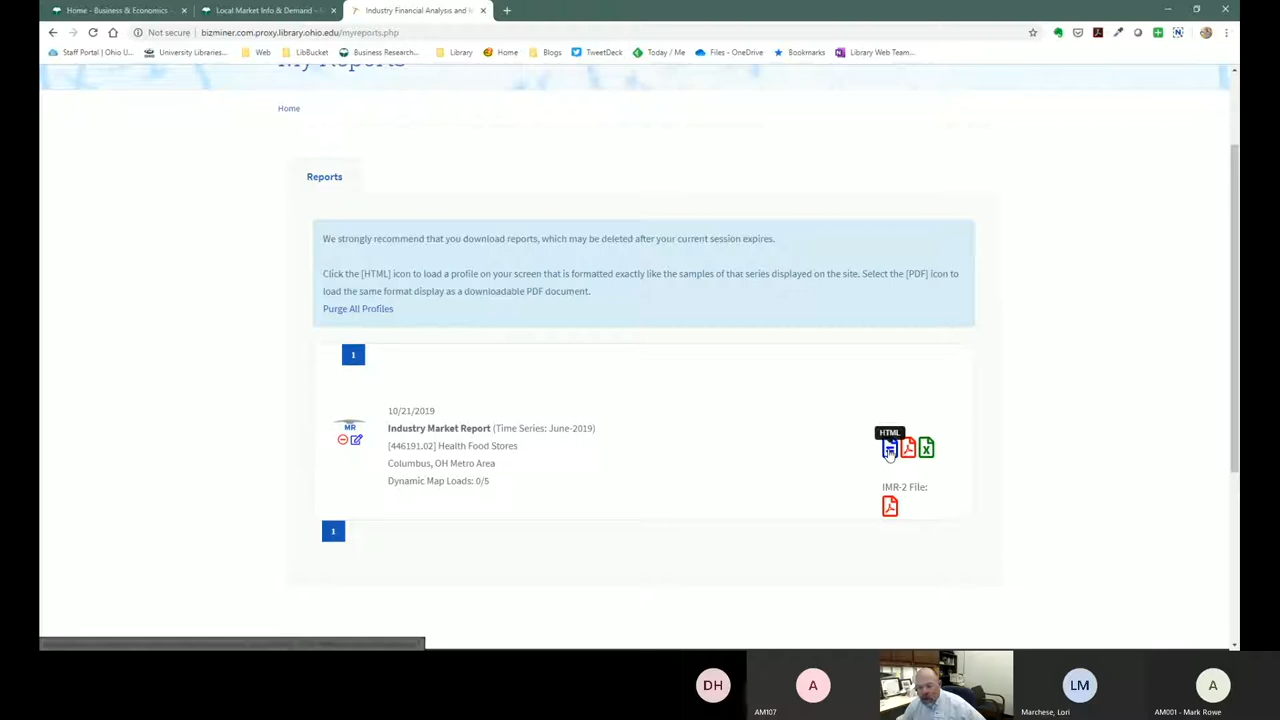 Home - Business & Economics -
Local Market Info & Demand
Industry Financial Analysis and
Not secure
bizminer.com.proxy.library.ohio.edu/myreports.php
Staff Portal | Ohio U...
University Libraries...
Web
LibBucket
Business Research...
Library
Home
Blogs
TweetDeck
Today / Me
Files - OneDrive
Bookmarks
Library Web Team...
My Reports
Home
Reports
We strongly recommend that you download reports, which may be deleted after your current session expires.
Click the [HTML] icon to load a profile on your screen that is formatted exactly like the samples of that series displayed on the site. Select the [PDF] icon to
load the same format display as a downloadable PDF document.
Purge All Profiles
1
10/21/2019
MR
Industry Market Report (Time Series: June-2019)
HTML
[446191.02] Health Food Stores
Columbus, OH Metro Area
Dynamic Map Loads: 0/5
IMR-2 File:
1
DH
A
LM
A
AM107
Marchese, Lori
AM001 - Mark Rowe